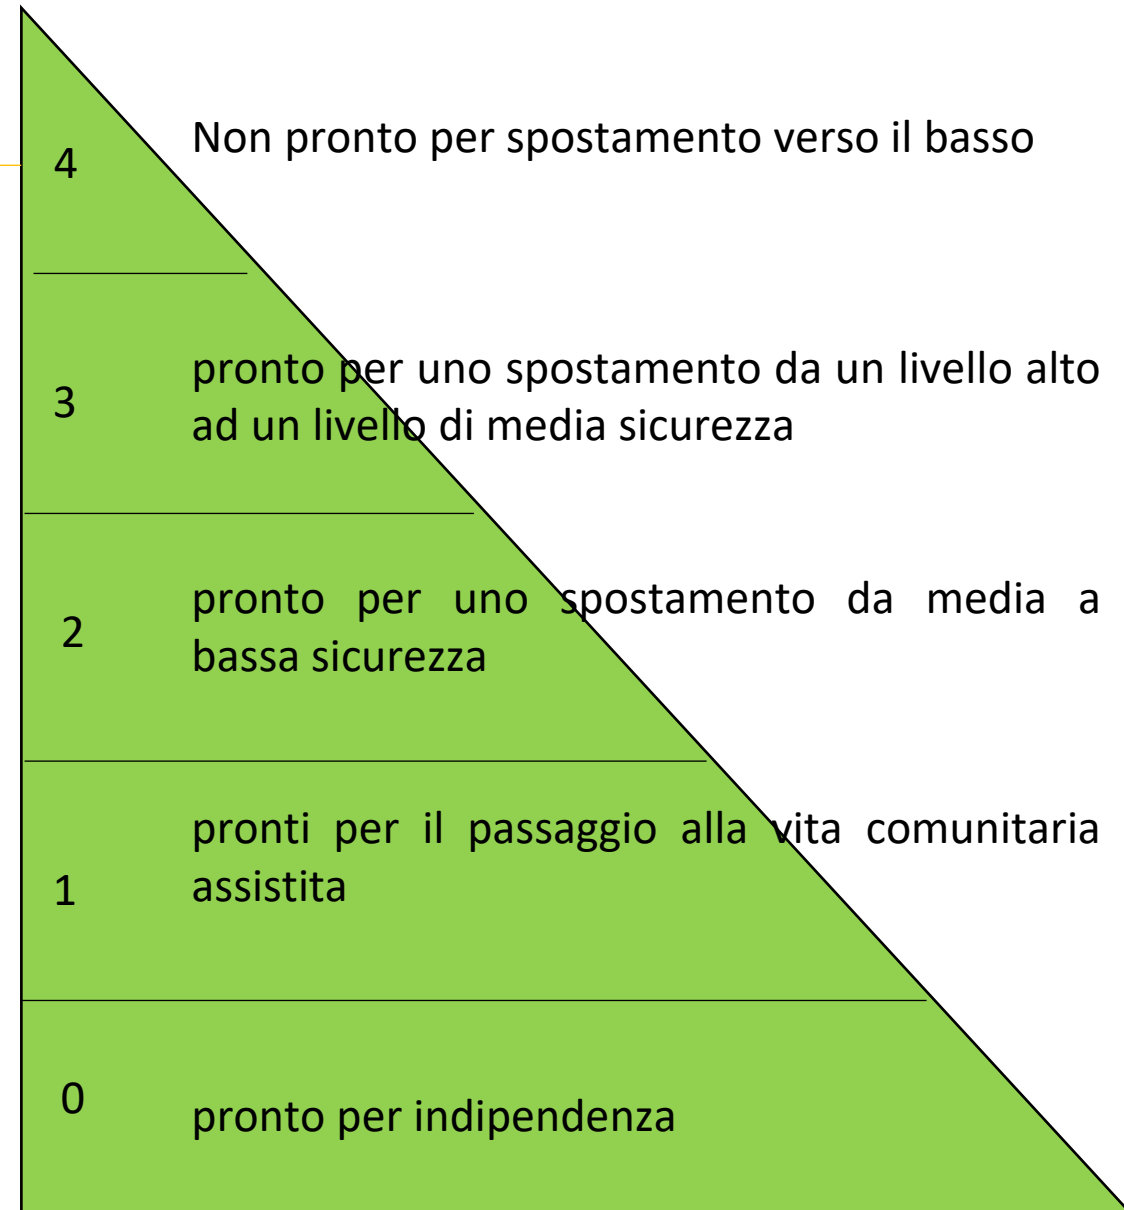 4
Non pronto per spostamento verso il basso
3
pronto per uno spostamento da un livello alto
ad un livello di media sicurezza
2
pronto per uno spostamento da media a
bassa sicurezza
1
pronti per il passaggio alla vita comunitaria
assistita
0
pronto per indipendenza